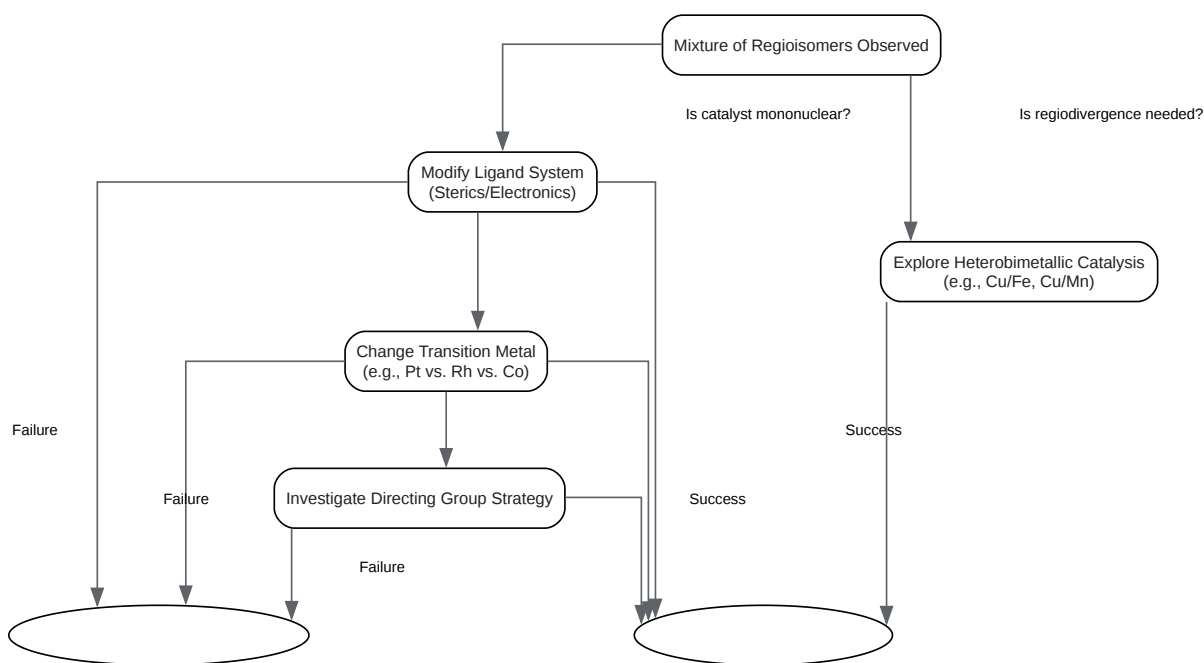 Mixture of Regioisomers Observed
Is catalyst mononuclear?
Is regiodivergence needed?
Modify Ligand System
(Sterics/Electronics)
Explore Heterobimetallic Catalysis
(e.g., Cu/Fe, Cu/Mn)
Change Transition Metal
(e.g., Pt vs. Rh vs. Co)
Failure
Success
Investigate Directing Group Strategy
Failure
Success
Failure